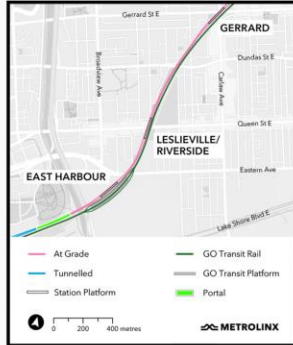 Gerrard St E
GERRARD
Broadview Ave
Dundas St E
Carlaw Ave
Queen St E
LESLIEVILLE/
RIVERSIDE
Eastern Ave
EAST HARBOUR
Lake Shore Blvd E
At Grade
GO Transit Rail
Tunnelled
GO Transit Platform
Station Platform
Portal
0 200 400 metres
METROLINX